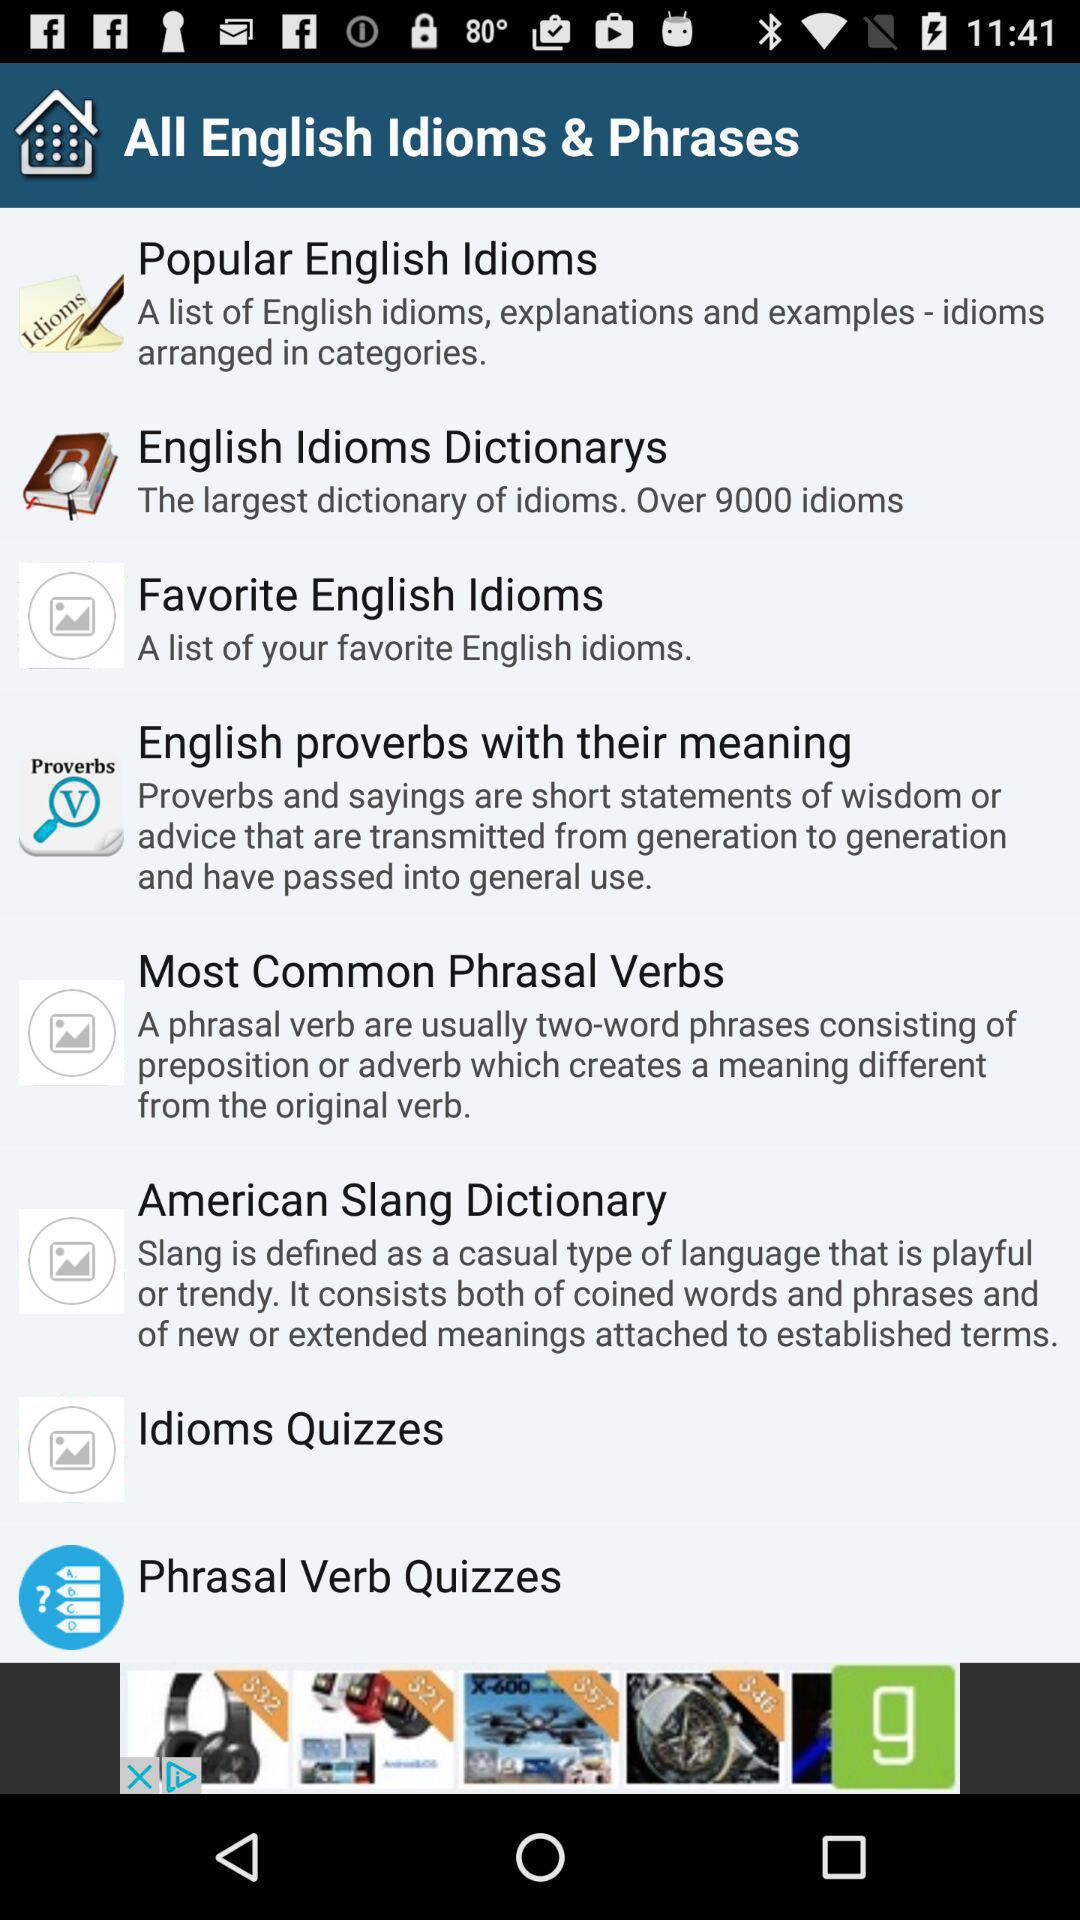 80° 11:41
All English Idioms & Phrases
Popular English Idioms
Idioms
A list of English idioms, explanations and examples - idioms
arranged in categories.
English Idioms Dictionarys
The largest dictionary of idioms. Over 9000 idioms
Favorite English Idioms
A list of your favorite English idioms.
English proverbs with their meaning
Proverbs
V
Proverbs and sayings are short statements of wisdom or
advice that are transmitted from generation to generation
and have passed into general use.
Most Common Phrasal Verbs
A phrasal verb are usually two-word phrases consisting of
preposition or adverb which creates a meaning different
from the original verb.
American Slang Dictionary
Slang is defined as a casual type of language that is playful
or trendy. It consists both of coined words and phrases and
of new or extended meanings attached to established terms.
Idioms Quizzes
Phrasal Verb Quizzes
?
A.
B.
C.
D.
$32 $21 X-600 $57 $46 g
Android&IOS